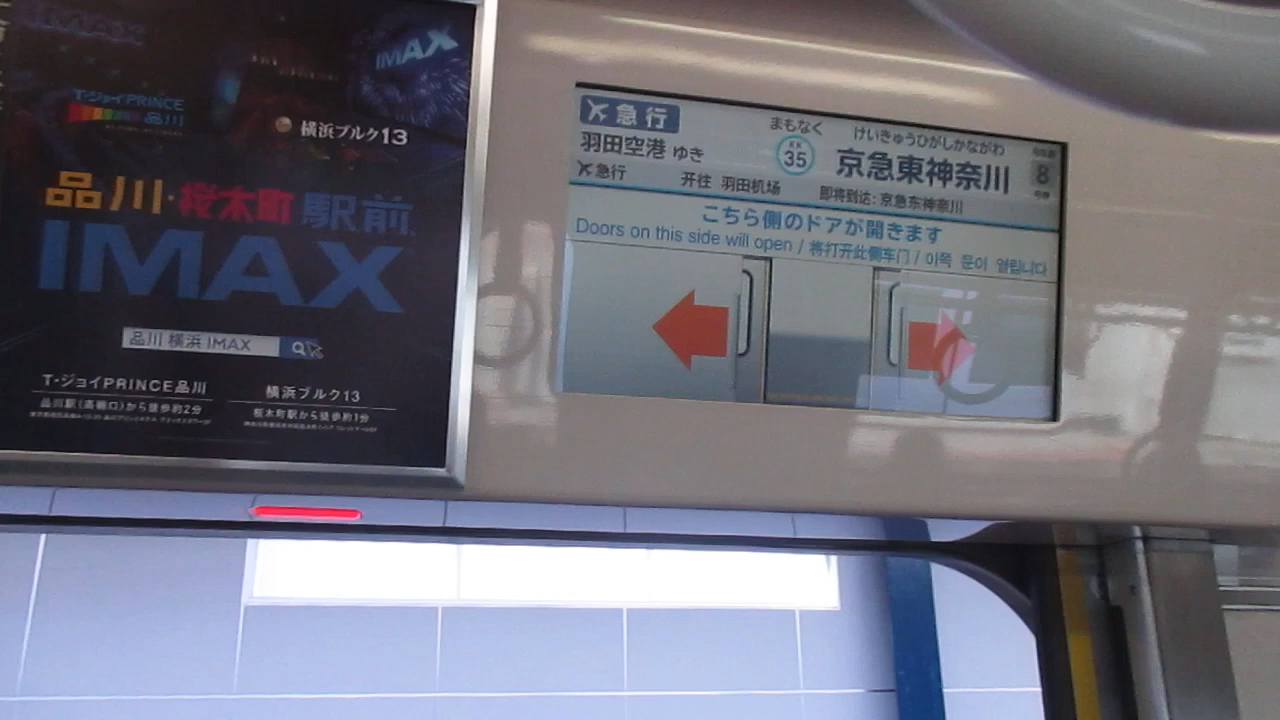 IMAX
IMAX
T・ジョイ PRINCE
品川
横浜ブルク13
品川・桜木町 駅前、
IMAX
品川 横浜 IMAX
T・ジョイPRINCE品川
品川駅(高輪口)から徒歩約2分
横浜ブルク13
桜木町駅から徒歩約1分
急行
羽田空港 ゆき
急行 开往 羽田机场
まもなく
けいきゅうひがしかながわ
KK
35
京急東神奈川
8
即将到达: 京急东神奈川
こちら側のドアが開きます
Doors on this side will open / 将打开此侧车门 / 이쪽 문이 열립니다